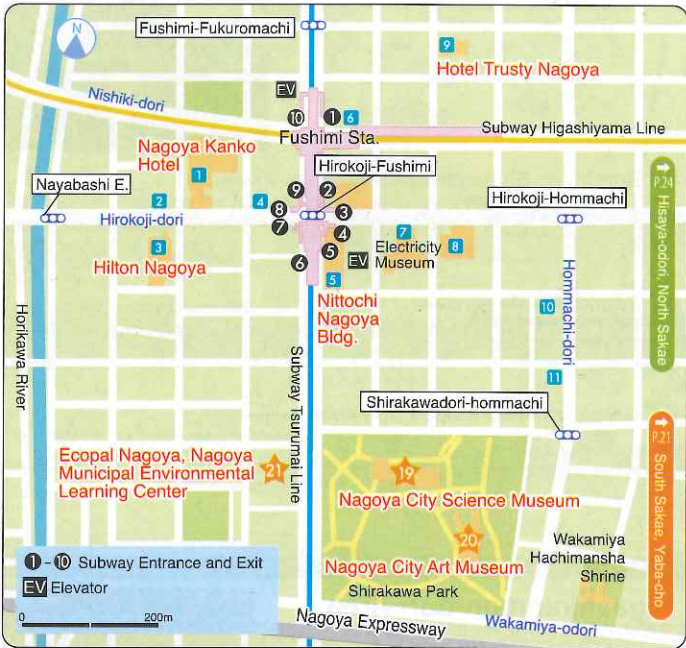 N
Fushimi-Fukuromachi
9
Hotel Trusty Nagoya
Nishiki-dori
EV
10
1
6
Fushimi Sta.
Subway Higashiyama Line
Nagoya Kanko
Hotel
1
Nayabashi E.
2
Hirokoji-dori
4
9
2
Hirokoji-Fushimi
8
3
7
4
Hirokoji-Hommachi
3
Hilton Nagoya
6
5
EV
5
7
Electricity
Museum
8
Nittochi
Nagoya
Bldg.
Horikawa River
Subway Tsurumai Line
Hommachi-dori
10
11
Shirakawadori-hommachi
P.24
Hisaya-odori, North Sakae
P.21
South Sakae, Yaba-cho
Ecopal Nagoya, Nagoya
Municipal Environmental
Learning Center
21
19
Nagoya City Science Museum
20
Nagoya City Art Museum
Shirakawa Park
Wakamiya
Hachimansha
Shrine
1-10 Subway Entrance and Exit
EV Elevator
0 200m
Nagoya Expressway
Wakamiya-odori